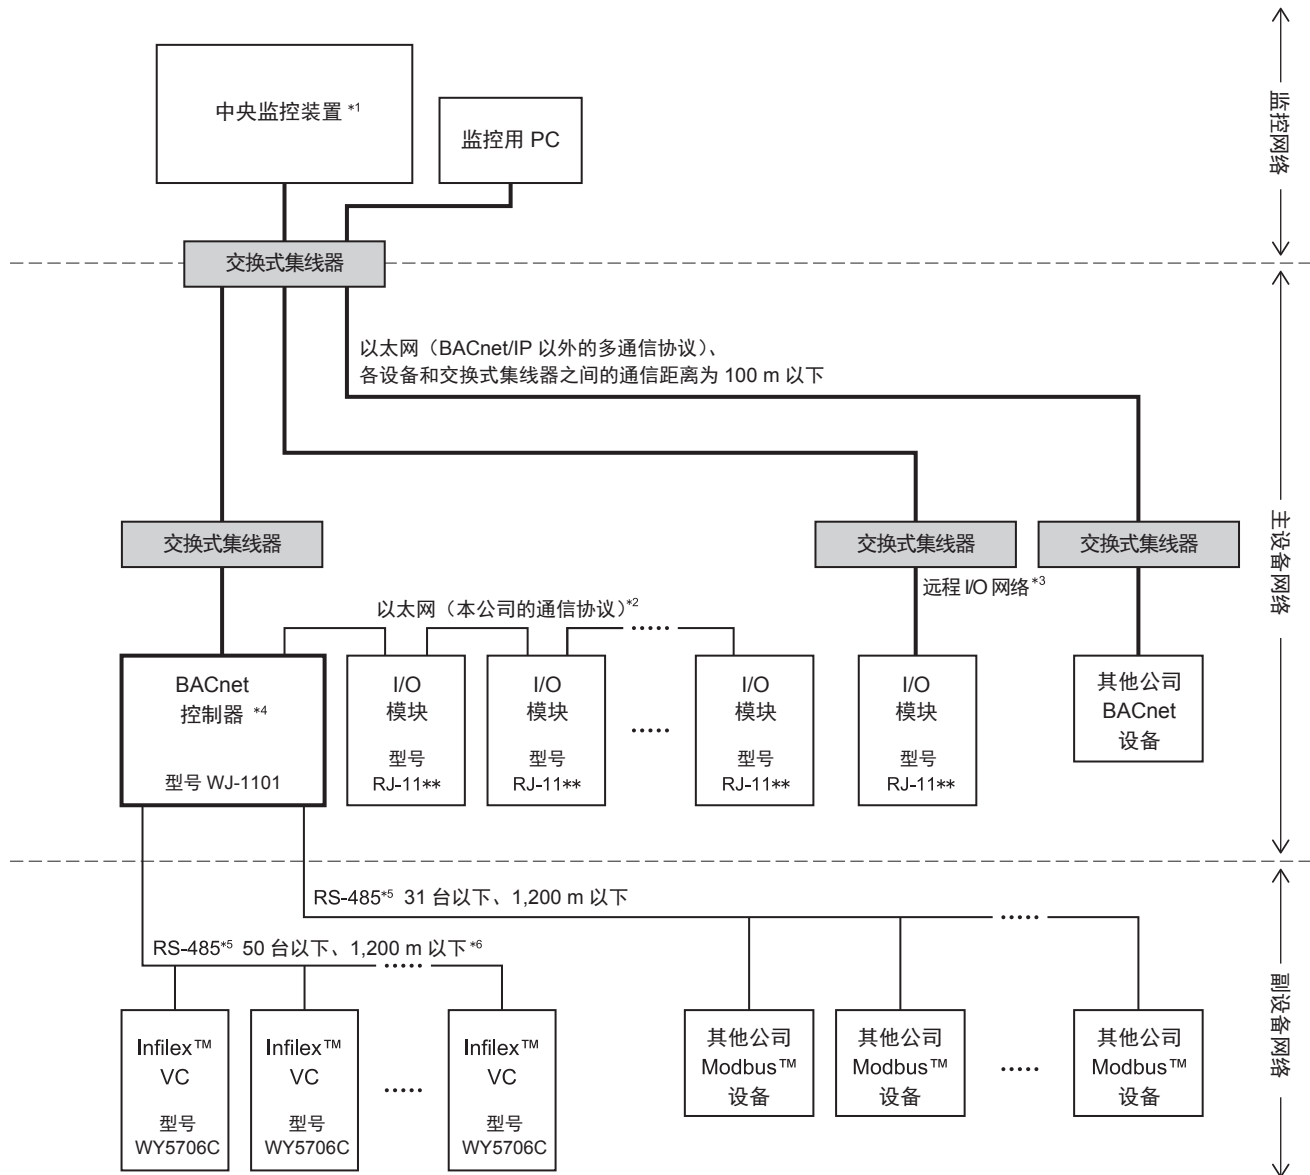 中央监控装置 *1
监控用 PC
监控网络
交换式集线器
以太网（BACnet/IP 以外的多通信协议）、
各设备和交换式集线器之间的通信距离为 100 m 以下
主设备网络
交换式集线器
交换式集线器
交换式集线器
远程 I/O 网络*3
以太网（本公司的通信协议）*2
.....
BACnet
控制器 *4
型号 WJ-1101
I/O
模块
型号
RJ-11**
I/O
模块
型号
RJ-11**
.....
I/O
模块
型号
RJ-11**
I/O
模块
型号
RJ-11**
其他公司
BACnet
设备
RS-485*5 31 台以下、1,200 m 以下
.....
RS-485*5 50 台以下、1,200 m 以下*6
.....
副设备网络
Infilex™
VC
型号
WY5706C
Infilex™
VC
型号
WY5706C
.....
Infilex™
VC
型号
WY5706C
其他公司
Modbus™
设备
其他公司
Modbus™
设备
.....
其他公司
Modbus™
设备